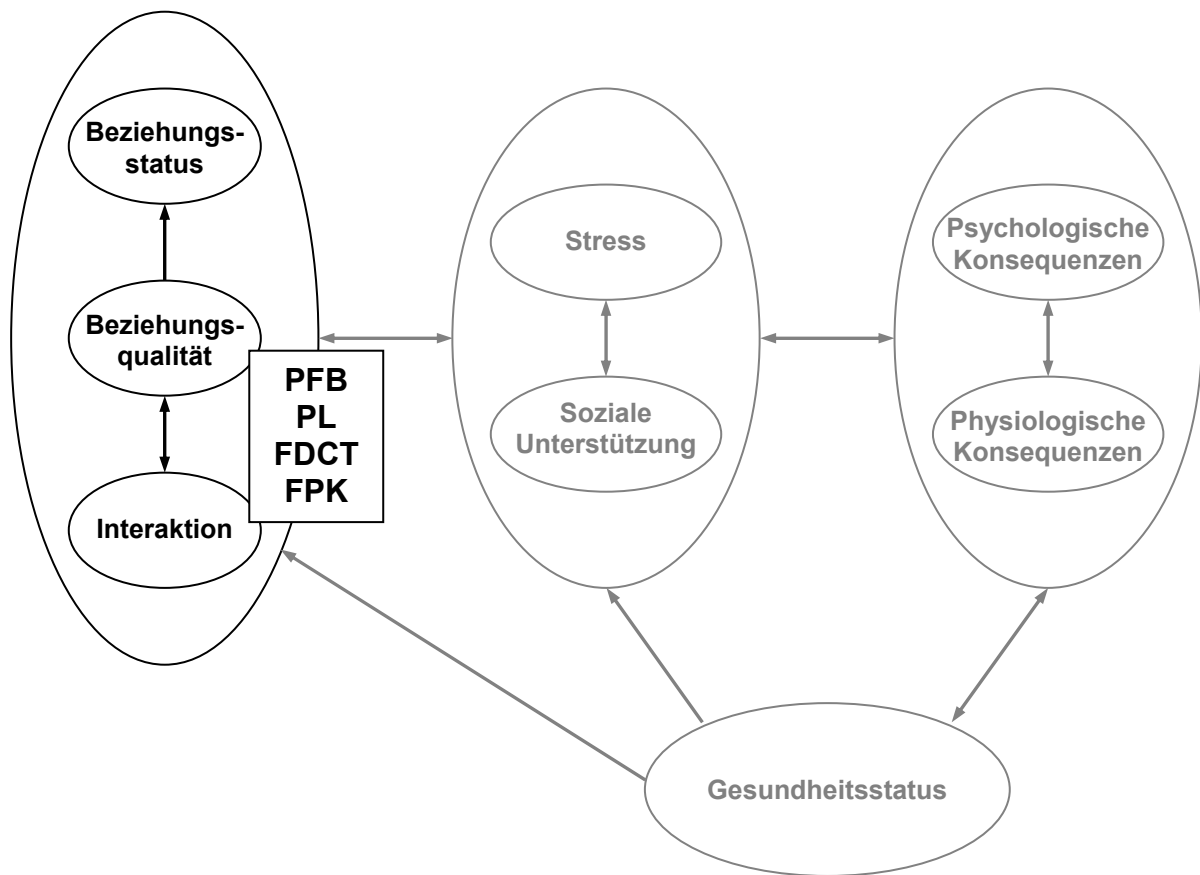 Beziehungs-
status
Beziehungs-
qualität
Interaktion
PFB
PL
FDCT
FPK
Stress
Soziale
Unterstützung
Psychologische
Konsequenzen
Physiologische
Konsequenzen
Gesundheitsstatus